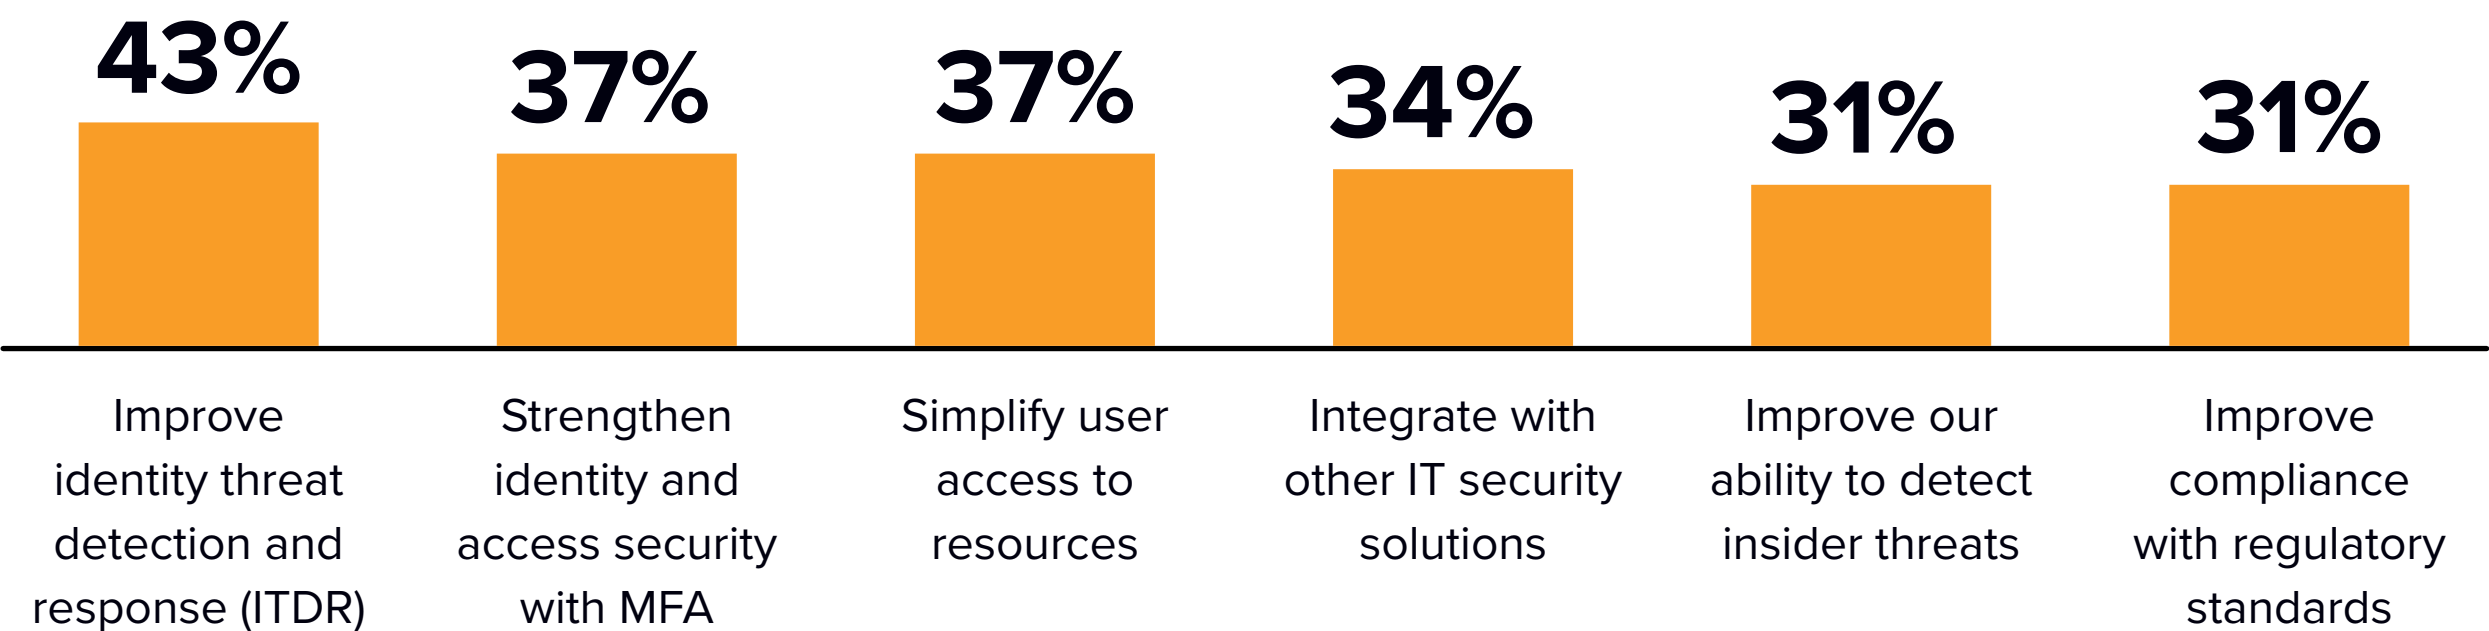 43%
37%
37%
34%
31%
31%
Improve
identity threat
detection and
response (ITDR)
Strengthen
identity and
access security
with MFA
Simplify user
access to
resources
Integrate with
other IT security
solutions
Improve our
ability to detect
insider threats
Improve
compliance
with regulatory
standards